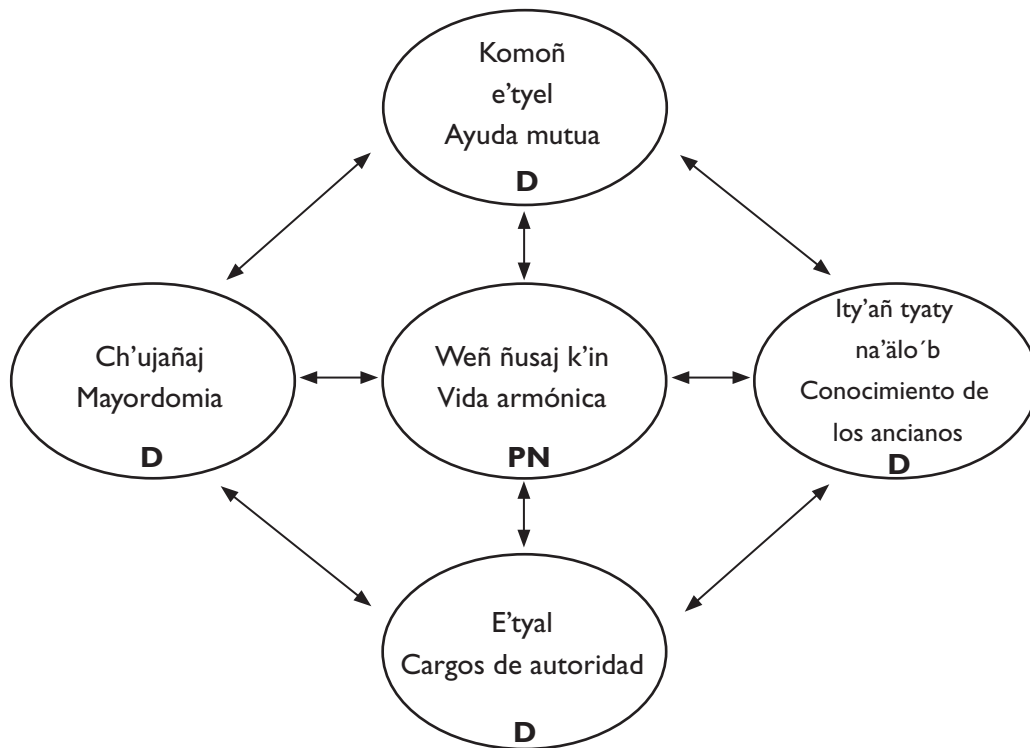 Komoñ
e’tyel
Ayuda mutua
D
Ch’ujañaj
Mayordomia
D
Weñ ñusaj k’in
Vida armónica
PN
Ity’añ tyaty
na’älo´b
Conocimiento de
los ancianos
D
E’tyal
Cargos de autoridad
D